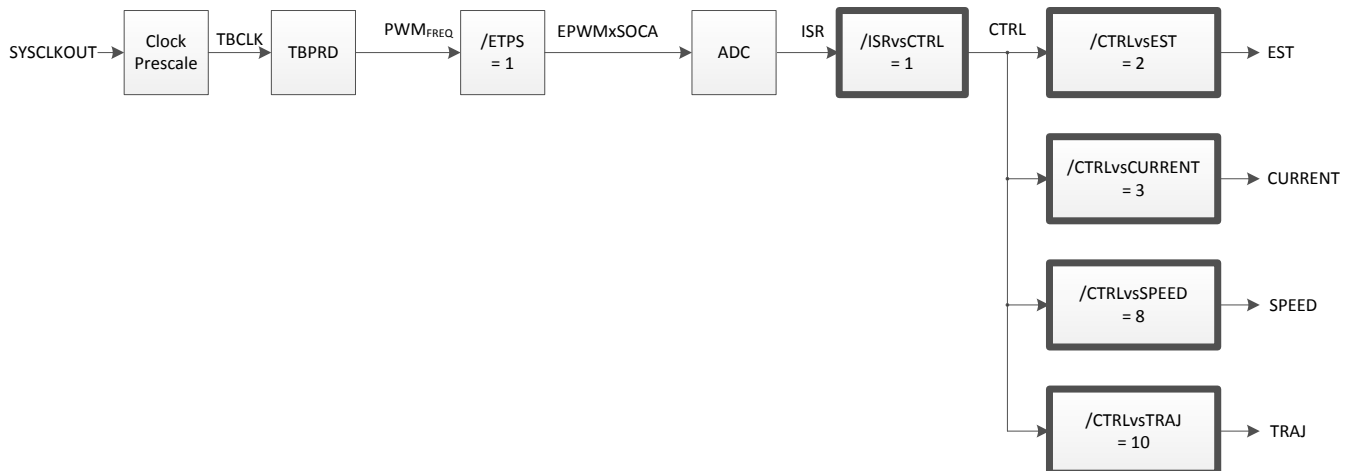 SYSCLKOUT
Clock
Prescale
TBCLK
TBPRD
PWMFREQ
/ETPS
= 1
EPWMxSOCA
ADC
ISR
/ISRvsCTRL
= 1
CTRL
/CTRLvsEST
= 2
EST
/CTRLvsCURRENT
= 3
CURRENT
/CTRLvsSPEED
= 8
SPEED
/CTRLvsTRAJ
= 10
TRAJ